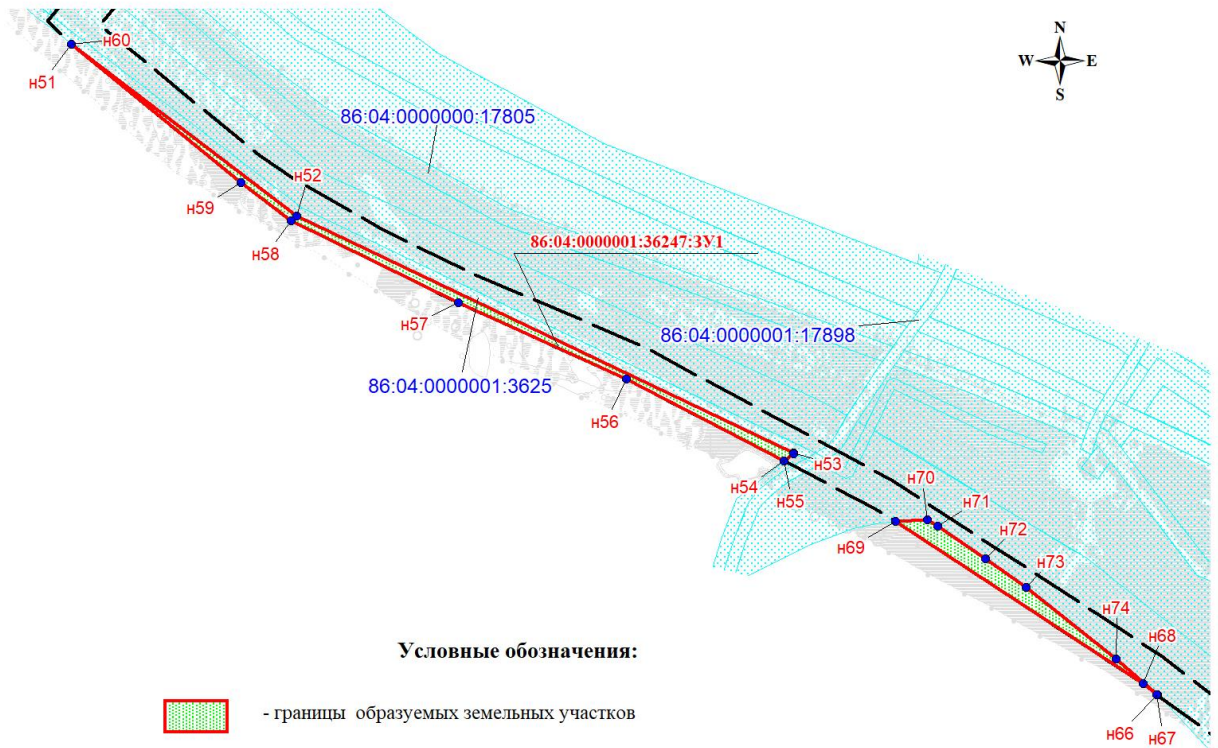 N
W
E
S
н60
н51
86:04:0000000:17805
н52
н59
н58
86:04:0000001:36247:ЗУ1
н57
86:04:0000001:17898
86:04:0000001:3625
н56
н53
н54
н55
н70
н71
н69
н72
н73
н74
н68
н66
н67
Условные обозначения:
- границы образуемых земельных участков